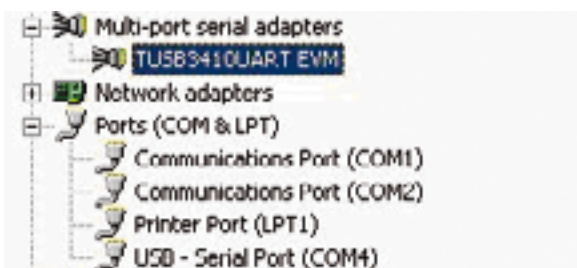 Multi-port serial adapters
TUSB3410UART EVM
Network adapters
Ports (COM & LPT)
Communications Port (COM1)
Communications Port (COM2)
Printer Port (LPT1)
USB - Serial Port (COM4)